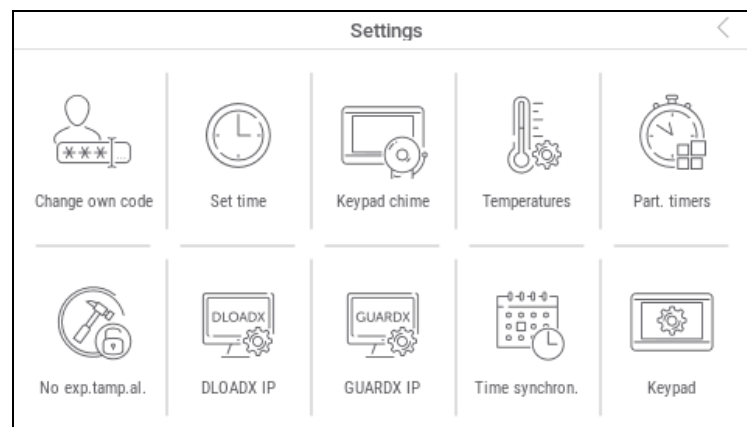 Settings
Change own code
Set time
Keypad chime
Temperatures
Part. timers
DLOADX
GUARDX
No exp.tamp.al.
DLOADX IP
GUARDX IP
Time synchron.
Keypad